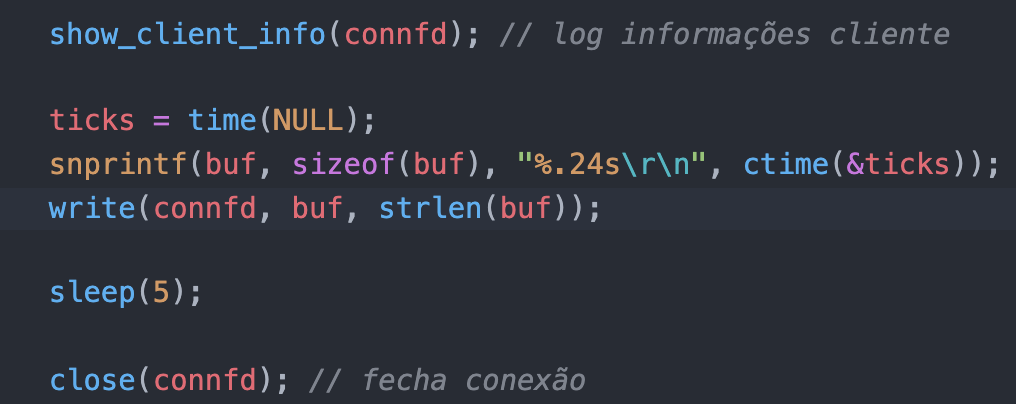 show_client_info(connfd); // log informações cliente
ticks = time(NULL);
snprintf(buf, sizeof(buf), "%.24s\r\n", ctime(&ticks));
write(connfd, buf, strlen(buf));
sleep(5);
close(connfd); // fecha conexão